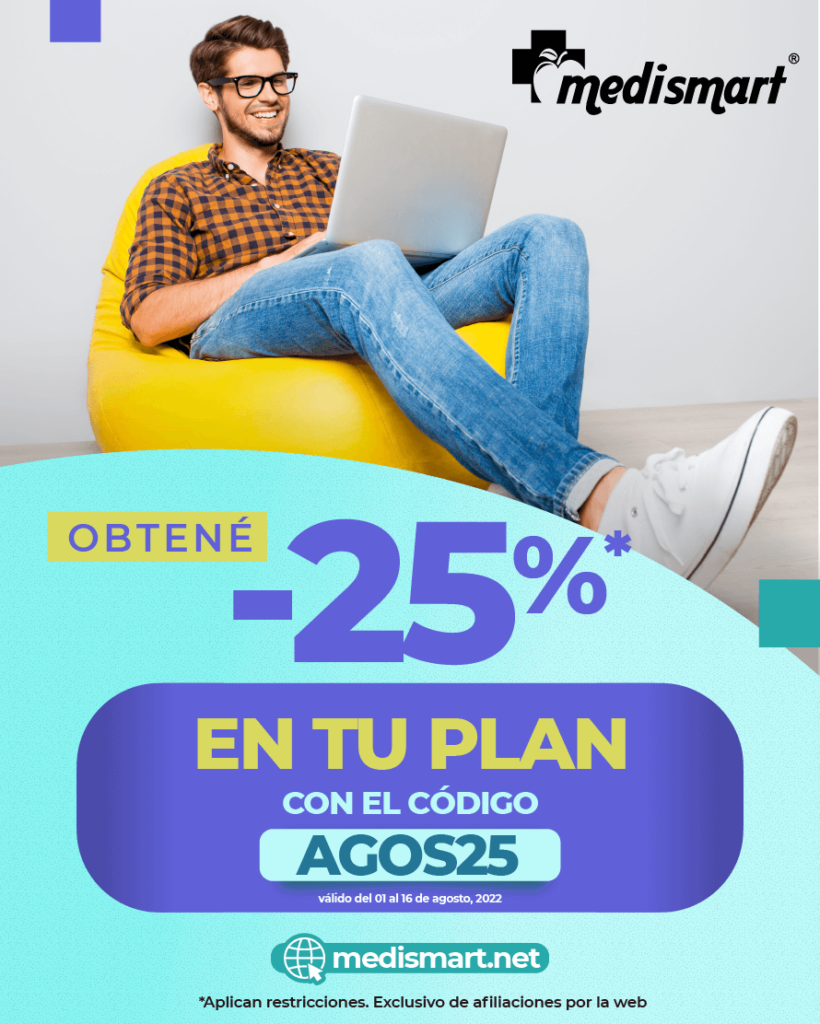 medismart®
OBTENÉ
-25%*
EN TU PLAN
CON EL CÓDIGO
AGOS25
válido del 01 al 16 de agosto, 2022
medismart.net
*Aplican restricciones. Exclusivo de afiliaciones por la web